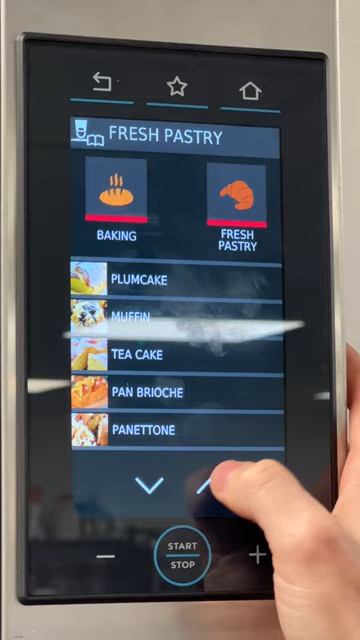 FRESH PASTRY
BAKING
FRESH
PASTRY
PLUMCAKE
MUFFIN
TEA CAKE
PAN BRIOCHE
PANETTONE
START
STOP